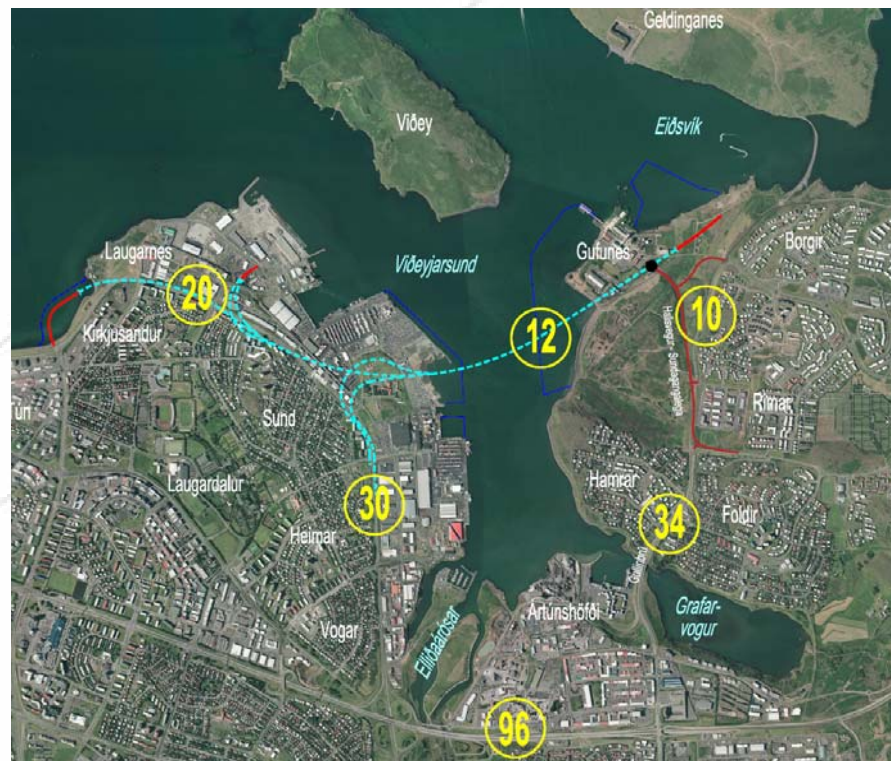 Geldinganes
Viðey
Eiðsvík
Borgir
Laugarnes
Viðeyjarsund
Gufunes
20
10
Kirkjusandur
12
Rimar
ún
Sund
Laugardalur
Hamrar
30
34
Foldir
Heimar
Ártúnshöfði
Grafar-
vogur
Vogar
Elliðaárósar
96